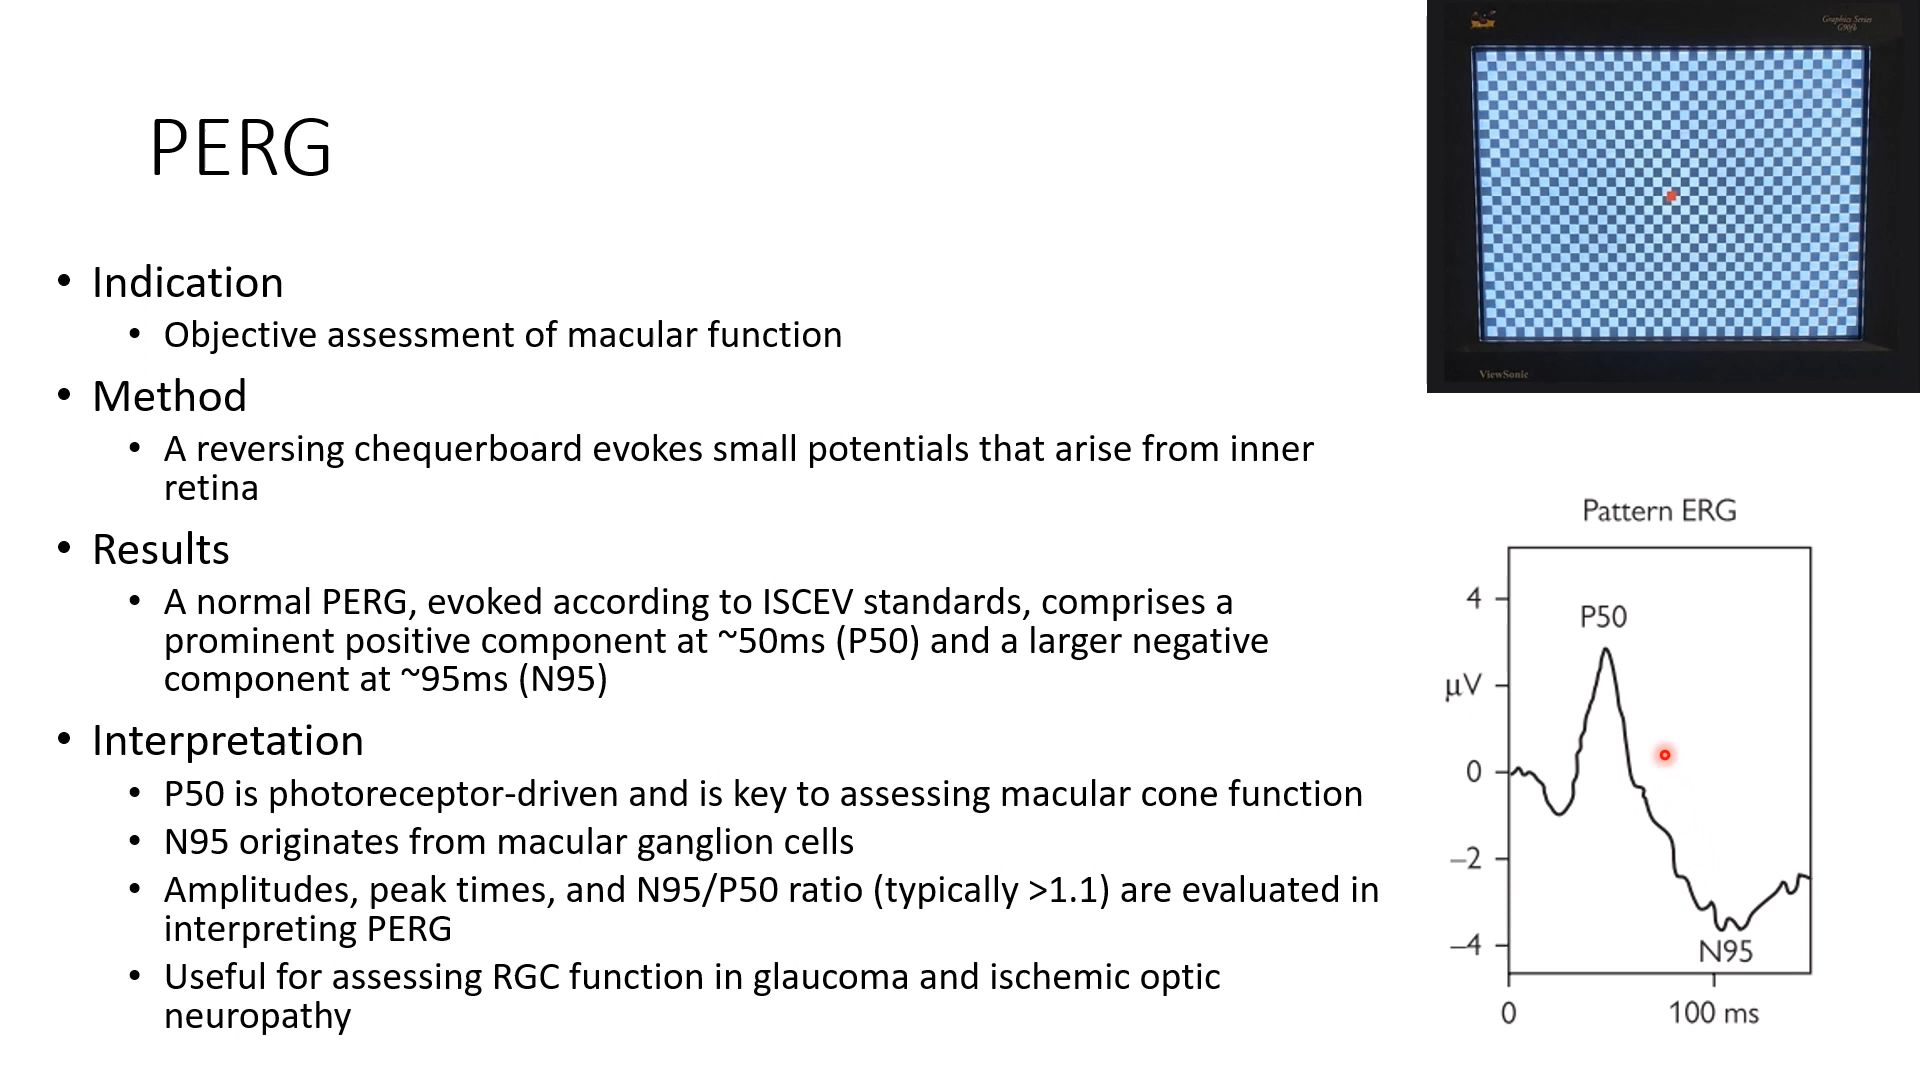 PERG
• Indication
• Objective assessment of macular function
• Method
• A reversing chequerboard evokes small potentials that arise from inner
retina
• Results
• A normal PERG, evoked according to ISCEV standards, comprises a
prominent positive component at ~50ms (P50) and a larger negative
component at ~95ms (N95)
• Interpretation
• P50 is photoreceptor-driven and is key to assessing macular cone function
• N95 originates from macular ganglion cells
• Amplitudes, peak times, and N95/P50 ratio (typically >1.1) are evaluated in
interpreting PERG
• Useful for assessing RGC function in glaucoma and ischemic optic
neuropathy
Graphics Series
G90fb
ViewSonic
Pattern ERG
4
P50
μV
0
–2
–4
N95
0
100 ms